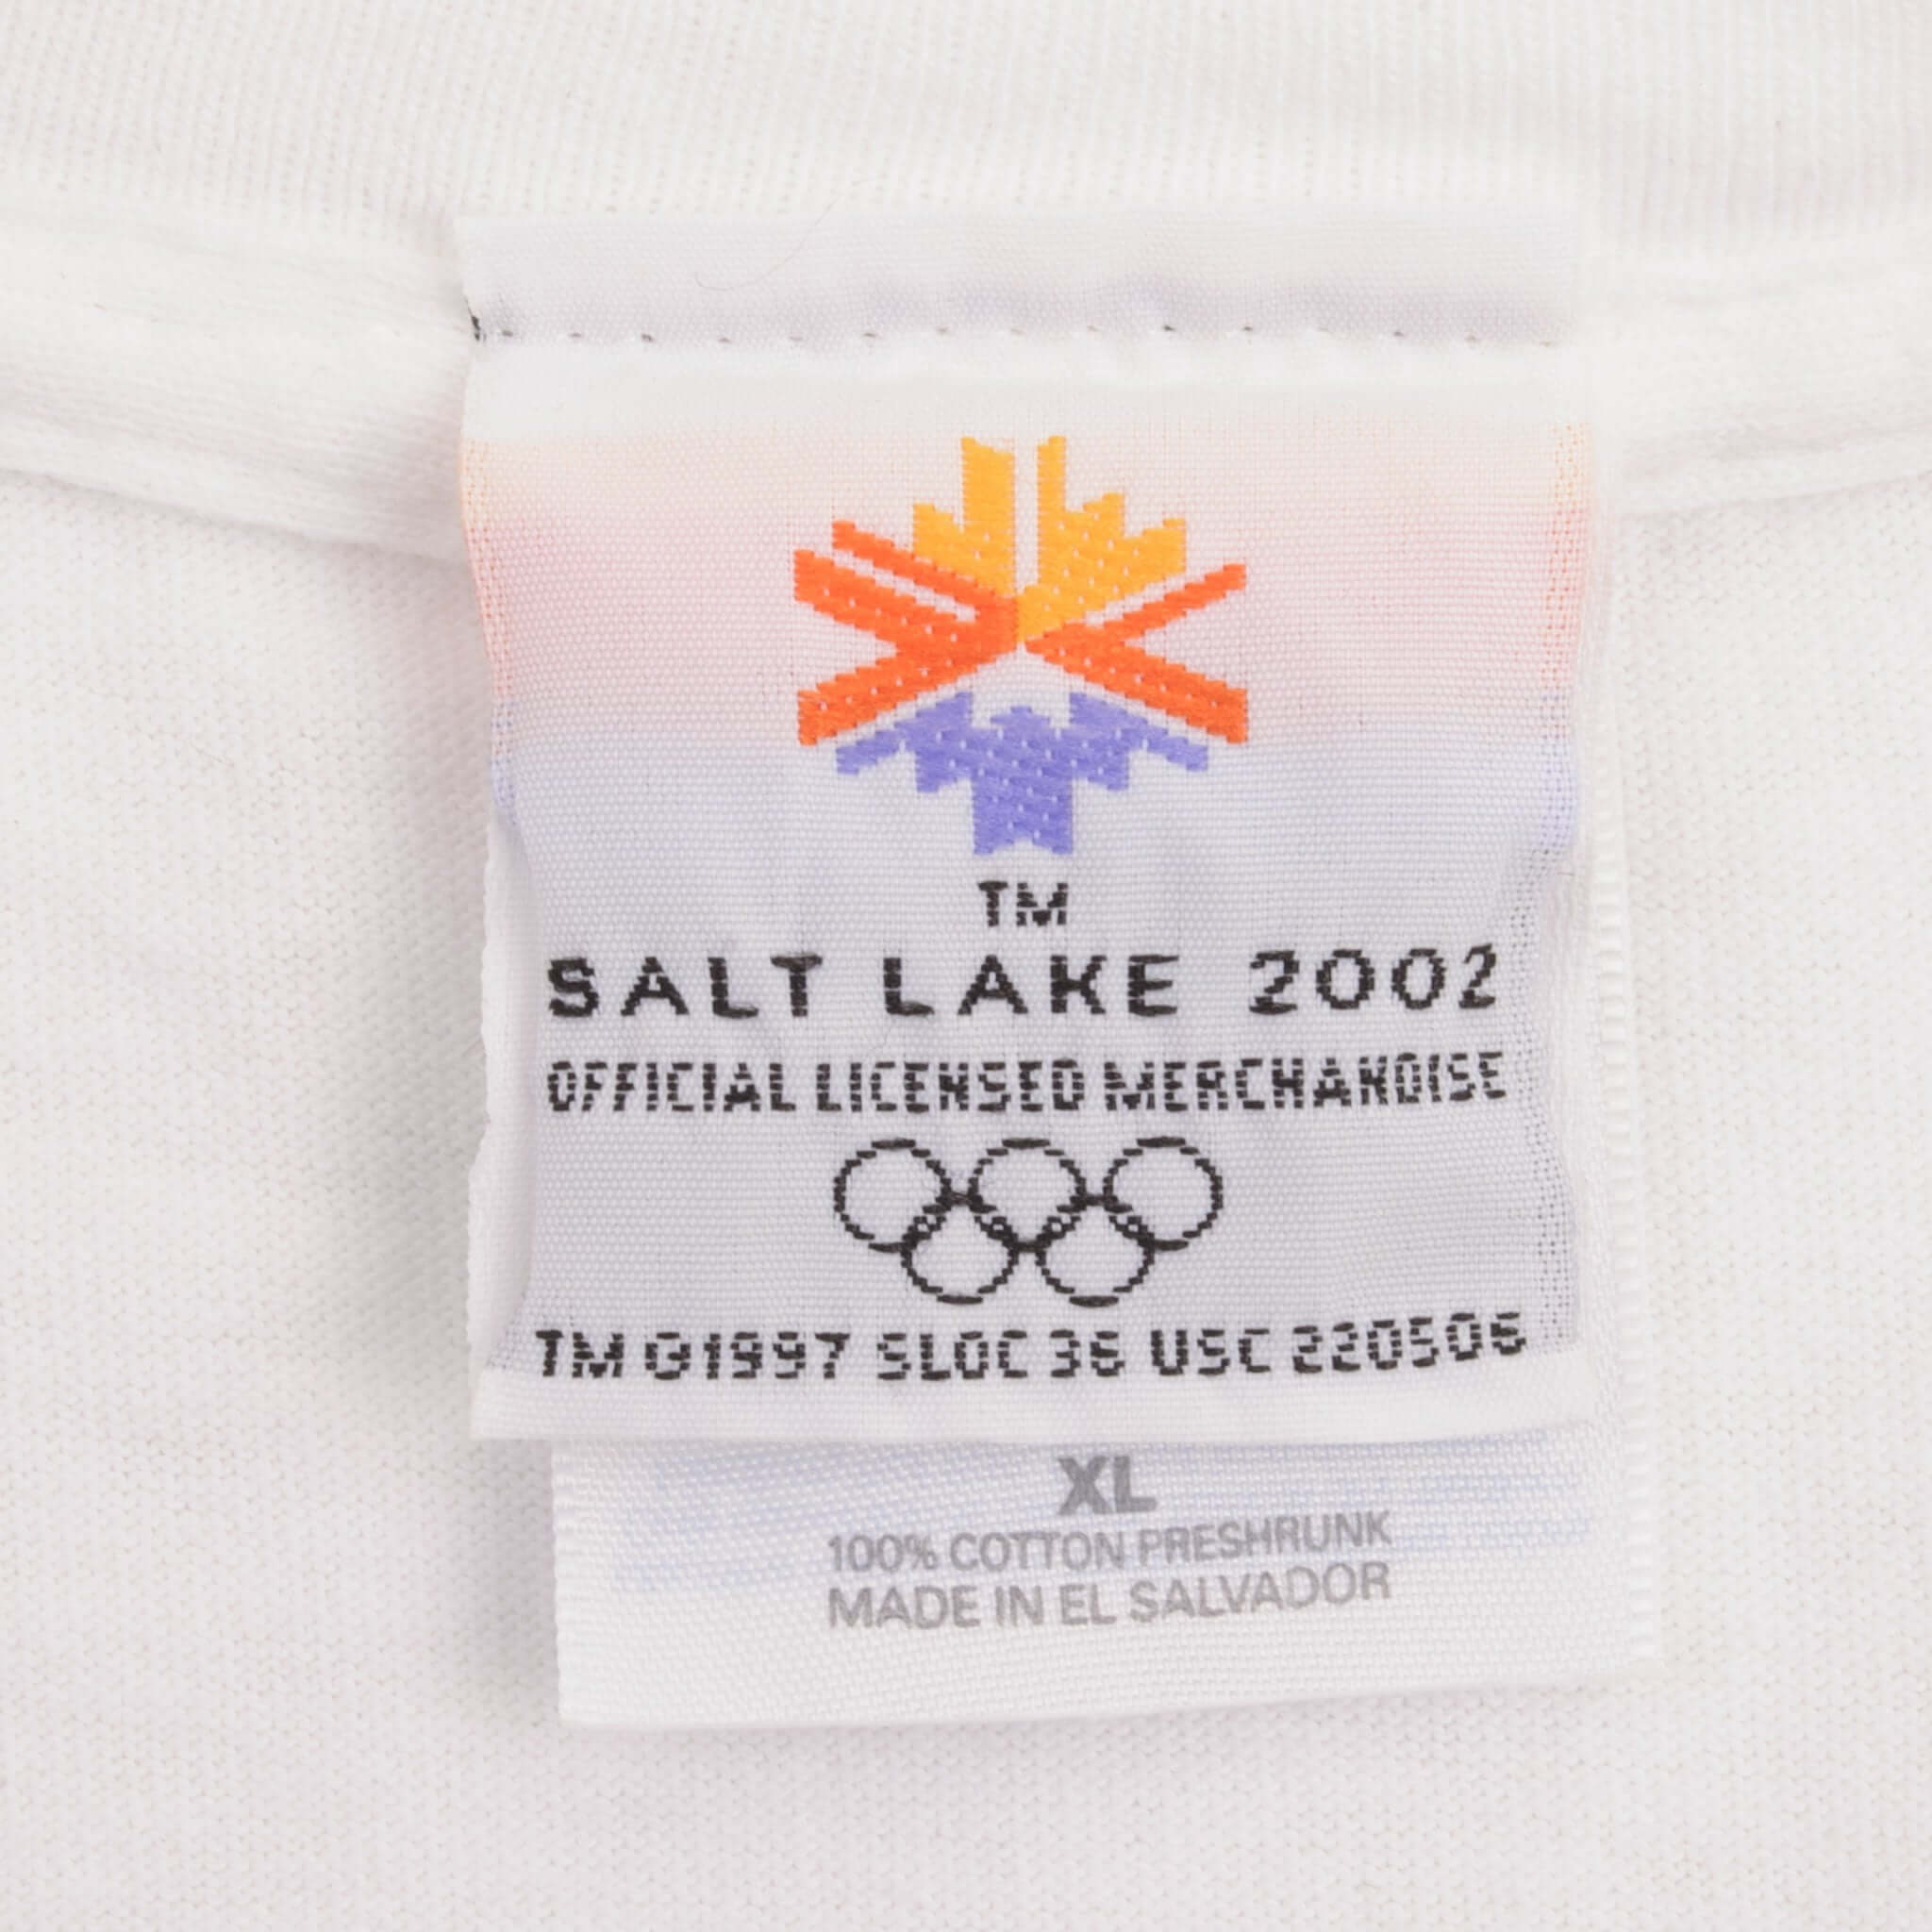 TM
SALT LAKE 2002
OFFICIAL LICENSED MERCHANDISE
TM ©1997 SLOC 36 USC 220506
XL
100% COTTON PRESHRUNK
MADE IN EL SALVADOR